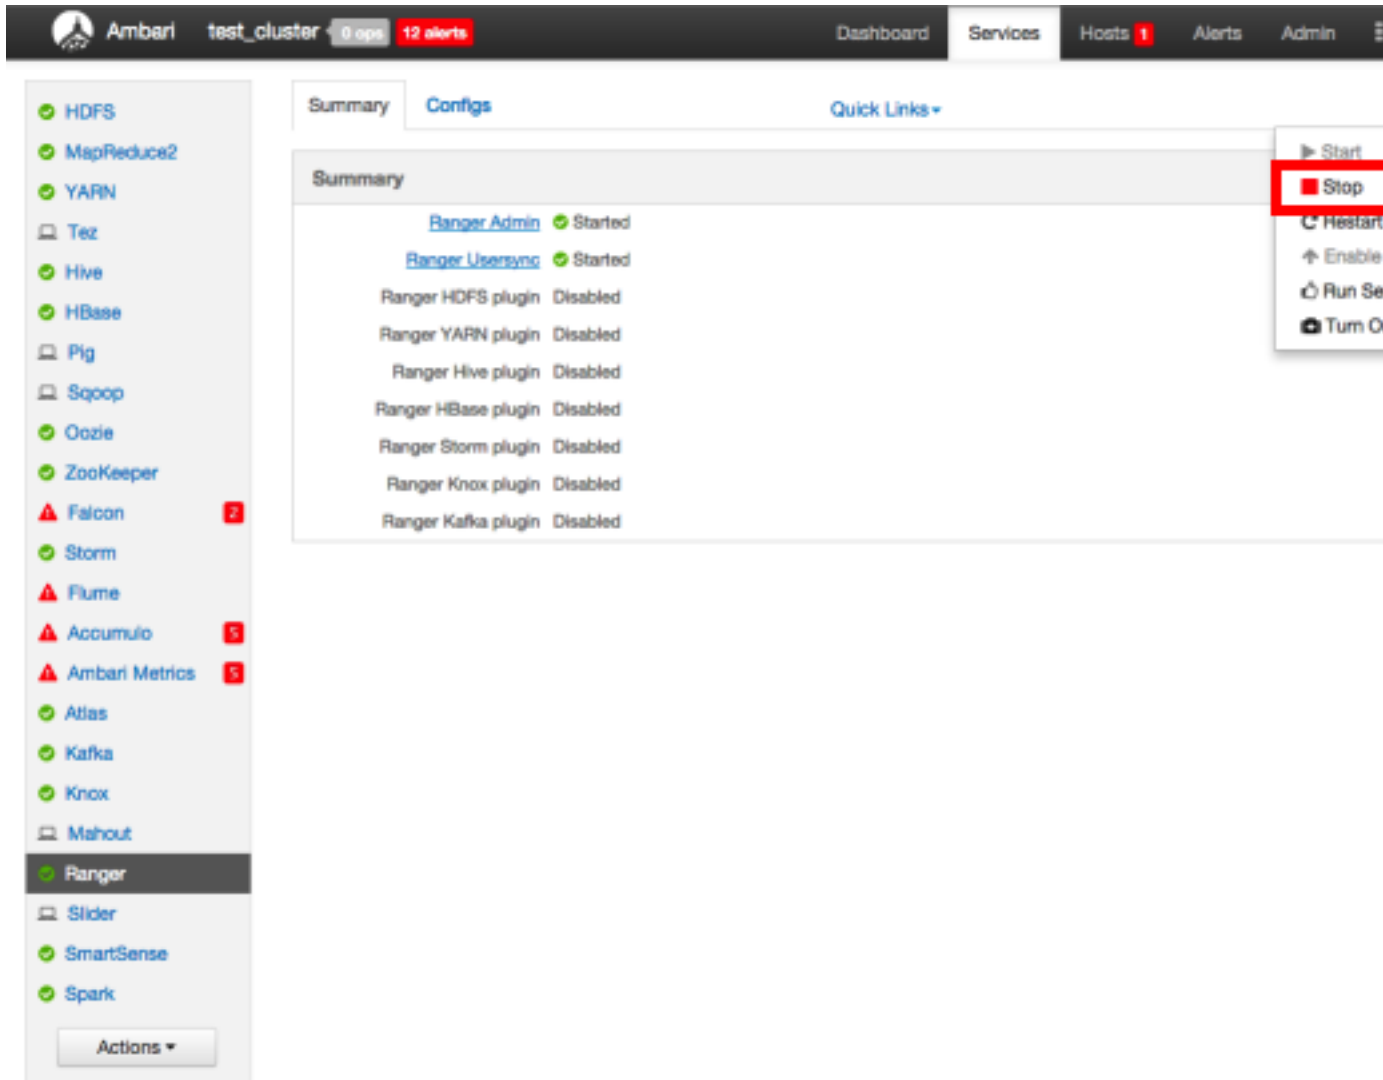 Ambari test_cluster 0 ops 12 alerts Dashboard Services Hosts 1 Alerts Admin
HDFS
MapReduce2
YARN
Tez
Hive
HBase
Pig
Sqoop
Oozie
ZooKeeper
Falcon 2
Storm
Flume
Accumulo 5
Ambari Metrics 5
Atlas
Kafka
Knox
Mahout
Ranger
Slider
SmartSense
Spark
Actions
Summary Configs Quick Links
Summary
Ranger Admin Started
Ranger Usersync Started
Ranger HDFS plugin Disabled
Ranger YARN plugin Disabled
Ranger Hive plugin Disabled
Ranger HBase plugin Disabled
Ranger Storm plugin Disabled
Ranger Knox plugin Disabled
Ranger Kafka plugin Disabled
Start
Stop
Restart
Enable
Run Se
Turn O